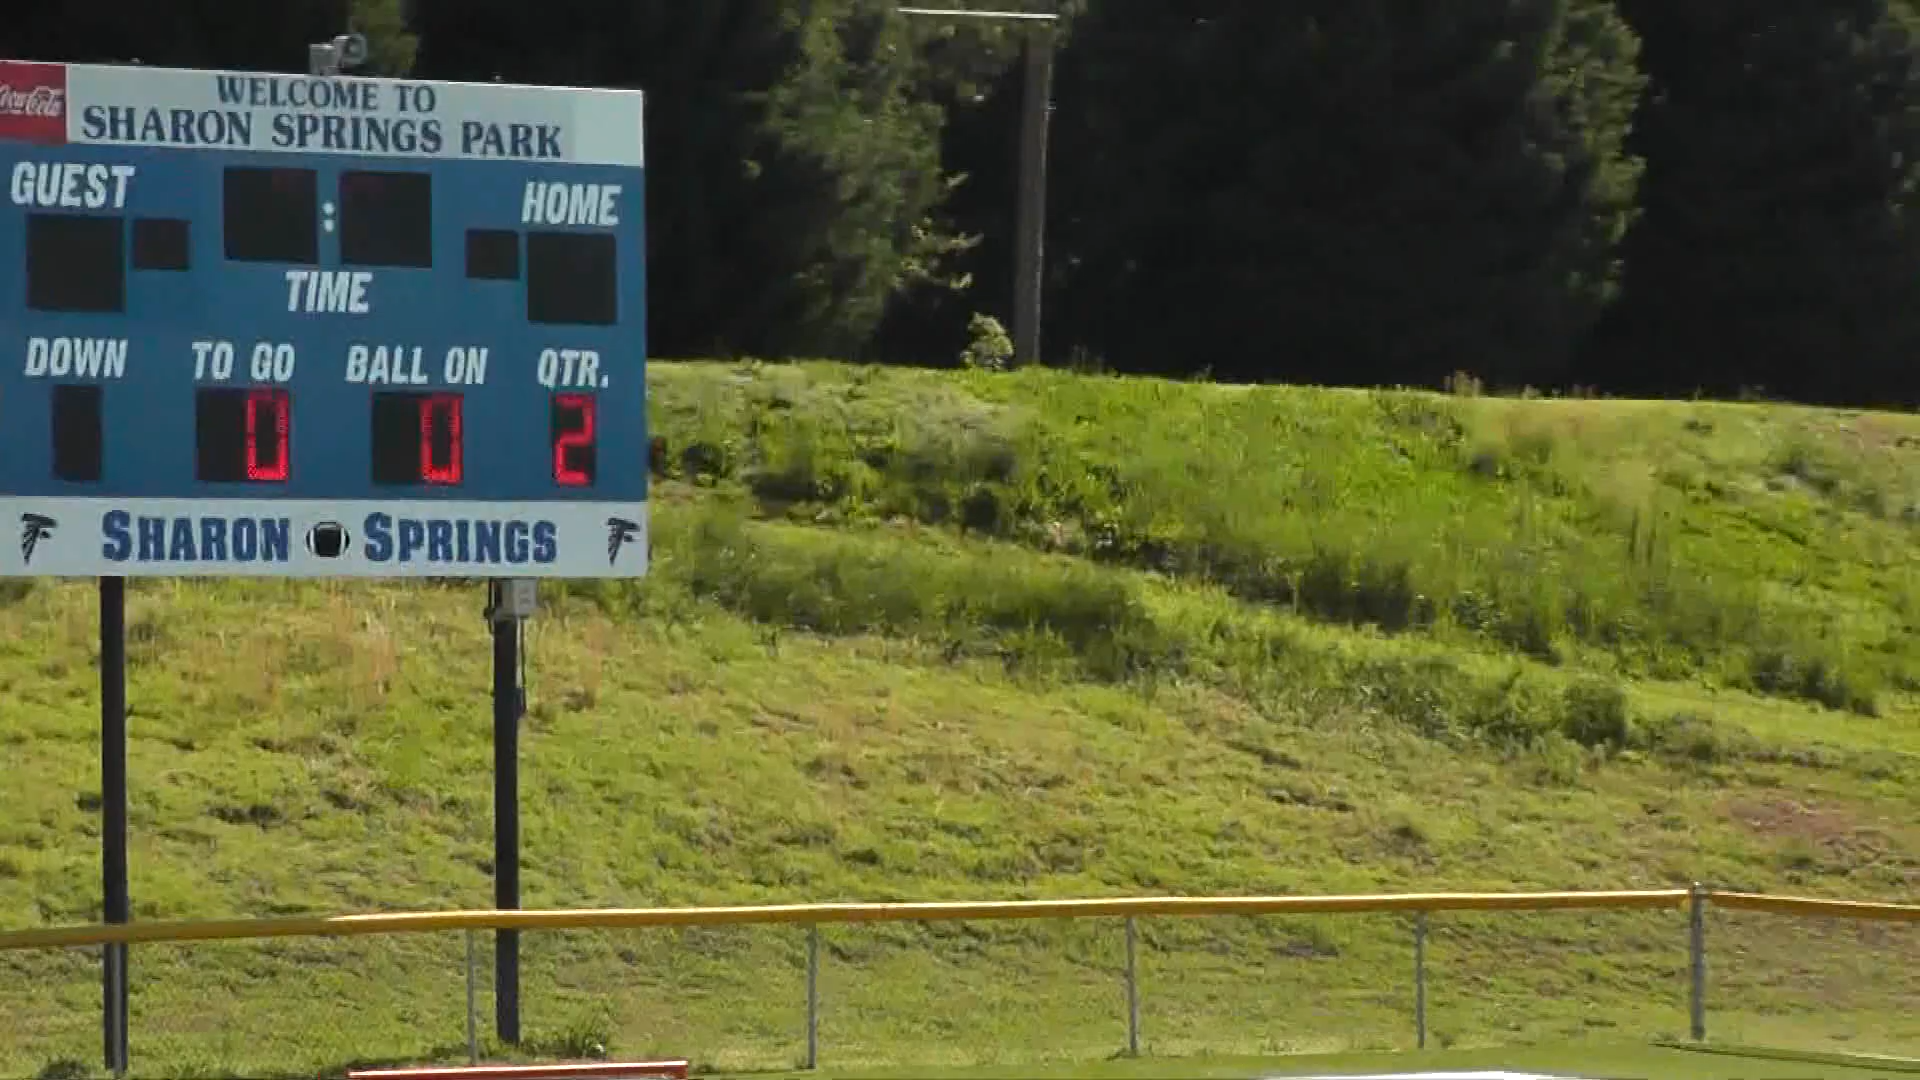 Coca-Cola
WELCOME TO
SHARON SPRINGS PARK
GUEST
:
HOME
TIME
DOWN
TO GO
BALL ON
QTR.
0
0
2
SHARON SPRINGS